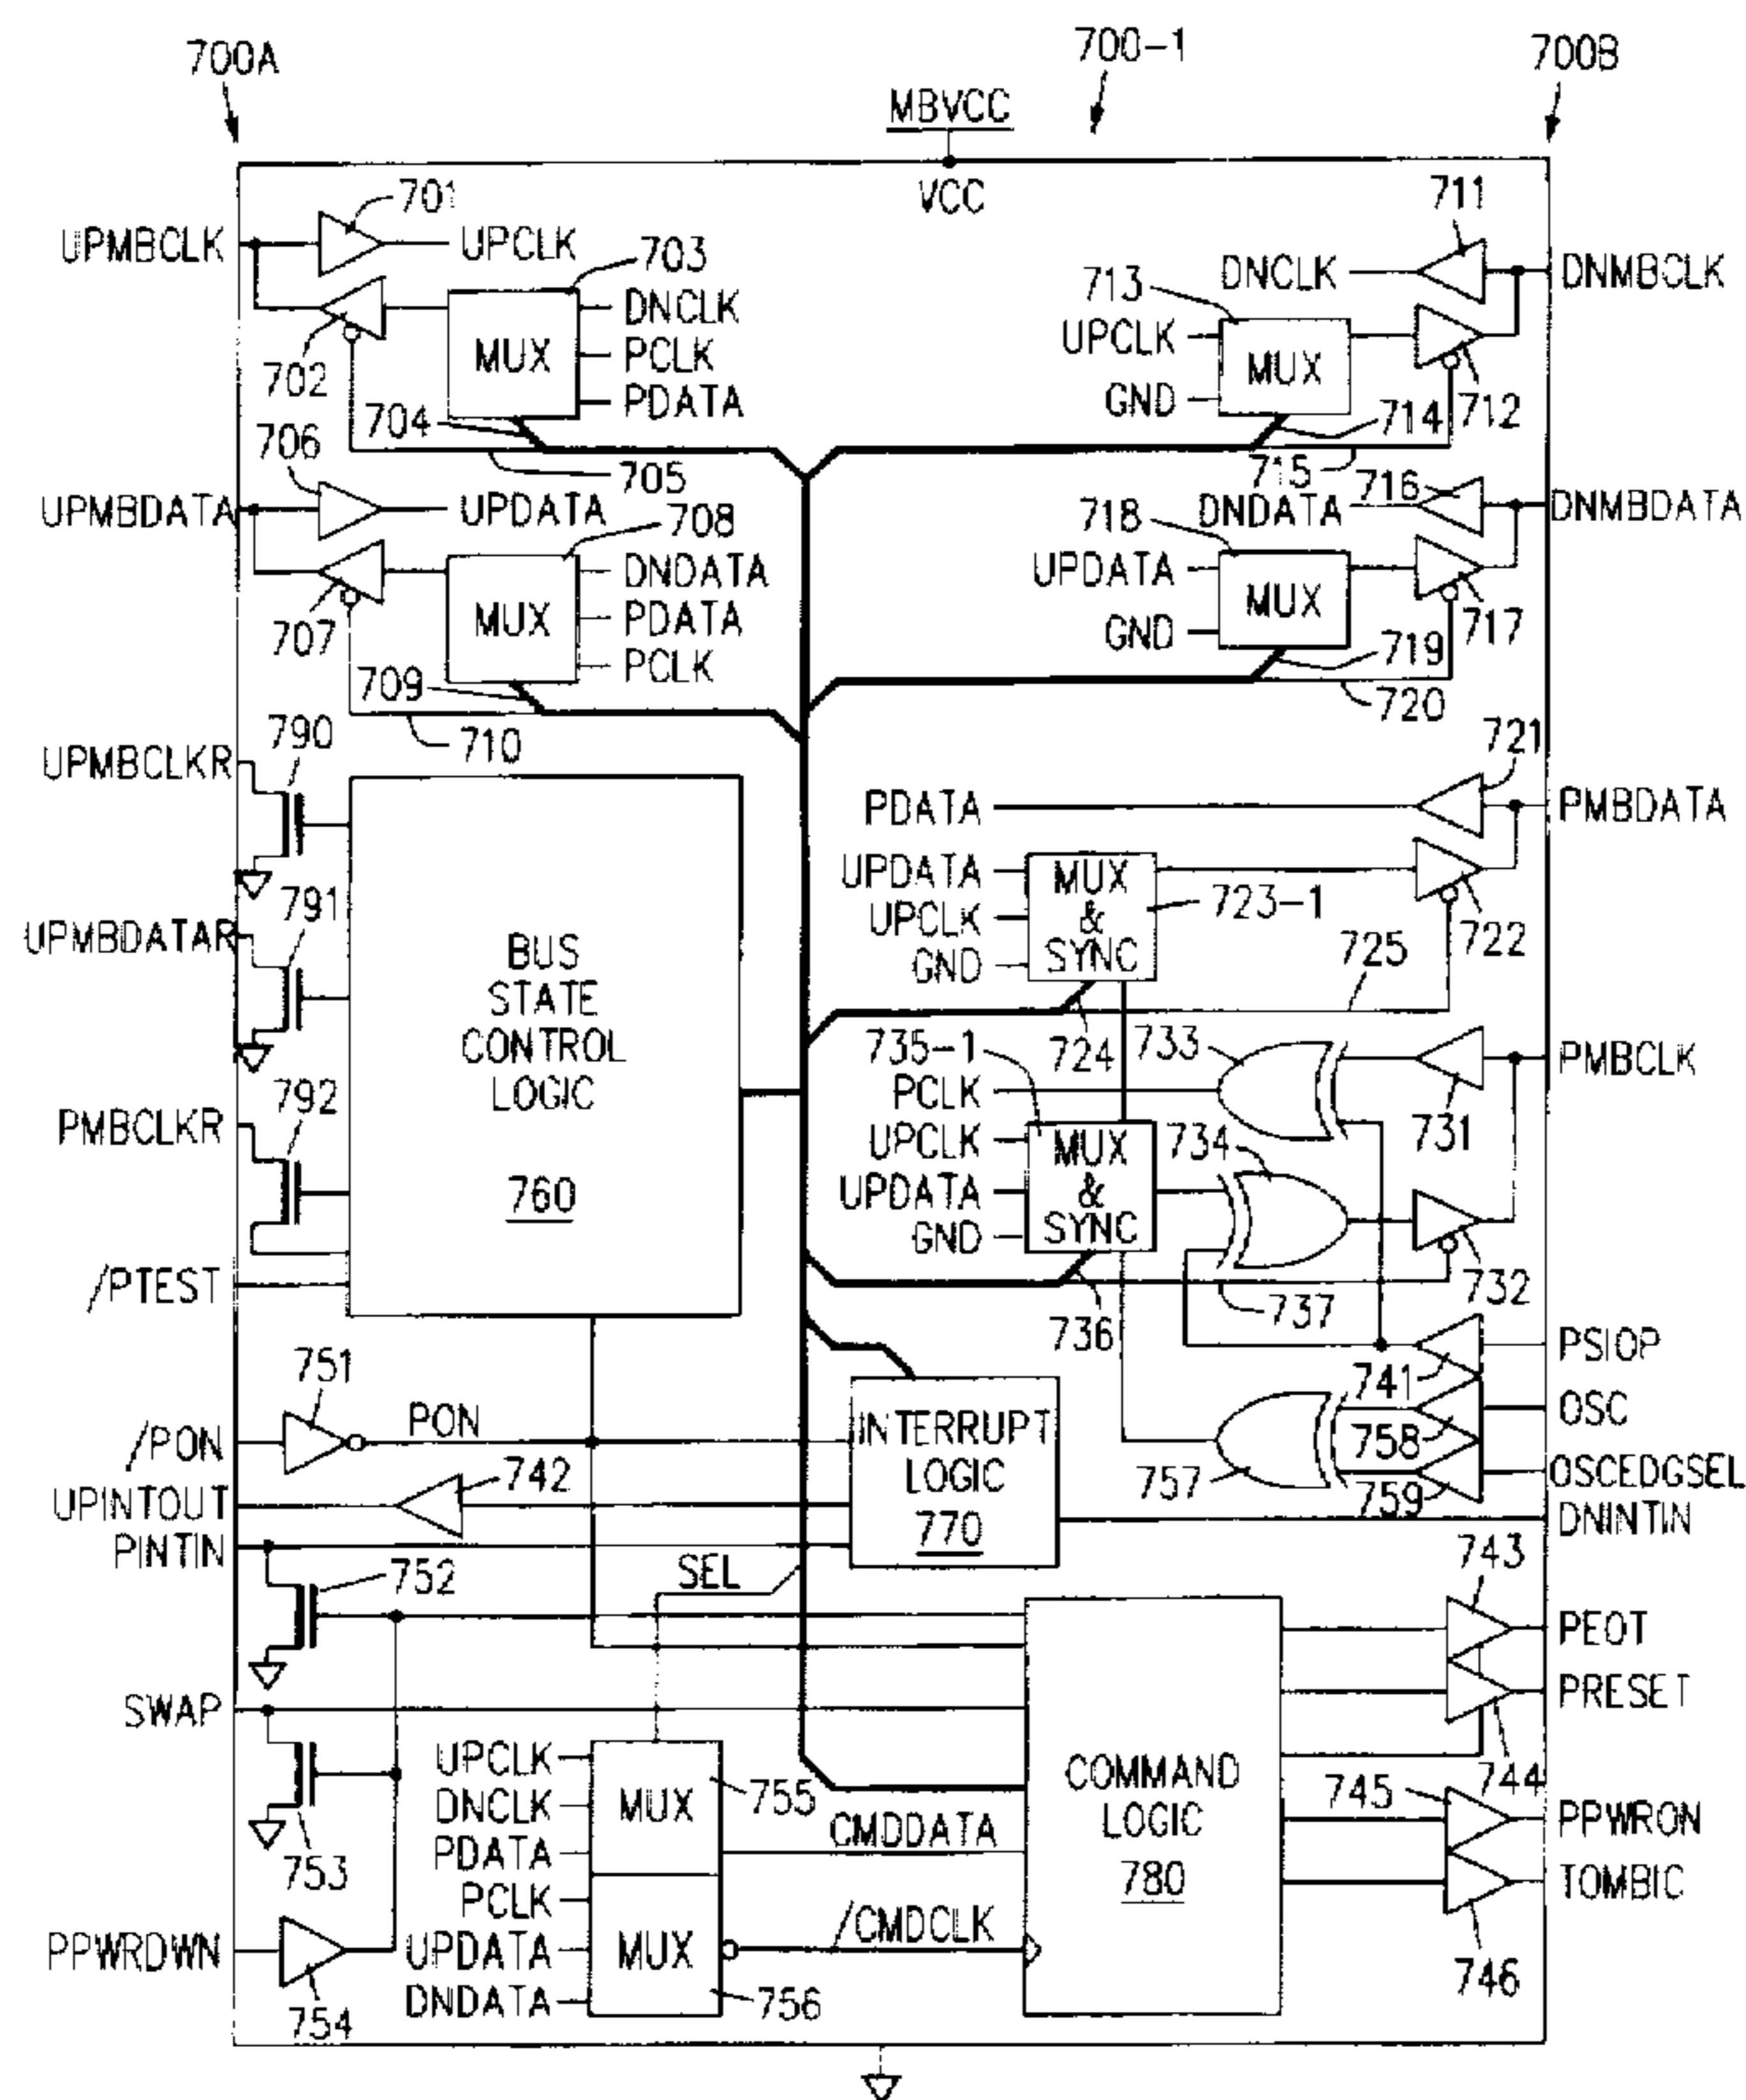 700A
700-1
700B
MBVCC
VCC
UPMBCLK
701
UPCLK
703
DNCLK
PCLK
PDATA
MUX
702
704
705
711
DNCLK
DNMBCLK
713
UPCLK
GND
MUX
712
714
715
706
UPMBDATA
UPDATA
708
DNDATA
PDATA
PCLK
MUX
707
709
710
716
DNDATA
DNMBDATA
718
UPDATA
GND
MUX
717
719
720
UPMBCLKR
790
UPMBDATAR
791
PMBCLKR
792
/PTEST
BUS
STATE
CONTROL
LOGIC
760
721
PDATA
PMBDATA
UPDATA
UPCLK
GND
MUX
&
SYNC
723-1
722
725
724
735-1
733
PCLK
PMBCLK
731
UPCLK
UPDATA
GND
MUX
&
SYNC
734
732
736
737
PSIOP
741
OSC
758
757
OSCEDGSEL
759
DNINTIN
751
/PON
PON
742
UPINTOUT
PINTIN
INTERRUPT
LOGIC
770
752
SEL
SWAP
753
PPWRDWN
754
UPCLK
DNCLK
PDATA
MUX
755
CMDDATA
PCLK
UPDATA
DNDATA
MUX
756
/CMDCLK
COMMAND
LOGIC
780
743
PEOT
PRESET
744
745
PPWRON
TOMBIC
746